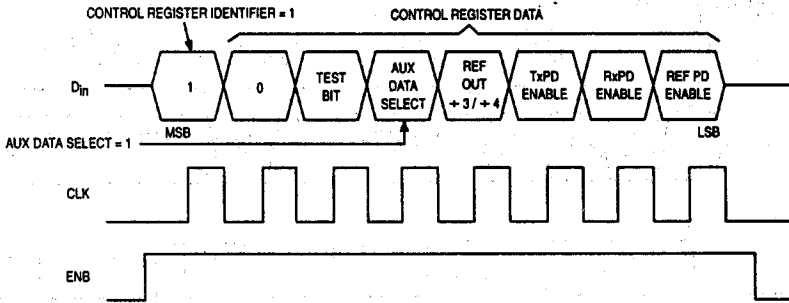 CONTROL REGISTER IDENTIFIER = 1
CONTROL REGISTER DATA
Din
1
0
TEST
BIT
AUX
DATA
SELECT
REF
OUT
÷ 3 / ÷ 4
TxPD
ENABLE
RxPD
ENABLE
REF PD
ENABLE
MSB
LSB
AUX DATA SELECT = 1
CLK
ENB